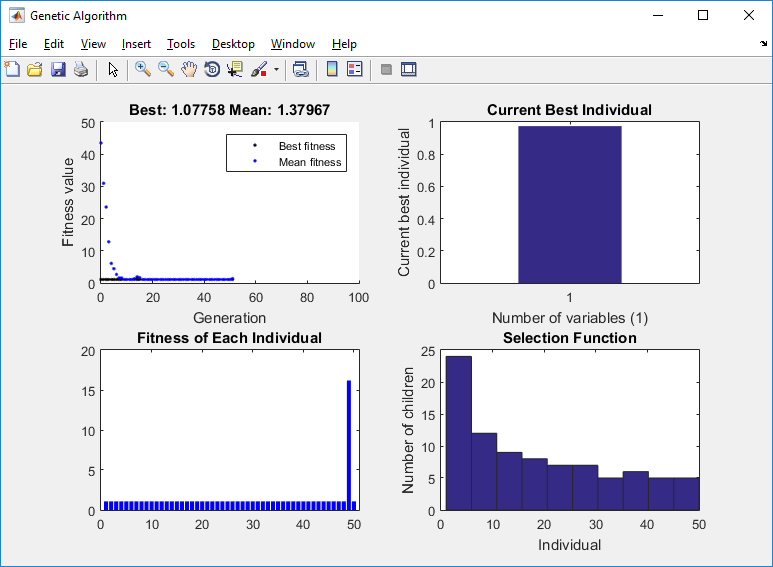 Genetic Algorithm
File Edit View Insert Tools Desktop Window Help
Best: 1.07758 Mean: 1.37967
Fitness value
50
40
30
20
10
0
Best fitness
Mean fitness
0 20 40 60 80 100
Generation
Current Best Individual
Current best individual
1
0.8
0.6
0.4
0.2
0
1
Number of variables (1)
Fitness of Each Individual
20
15
10
5
0
0 10 20 30 40 50
Selection Function
Number of children
25
20
15
10
5
0
0 10 20 30 40 50
Individual